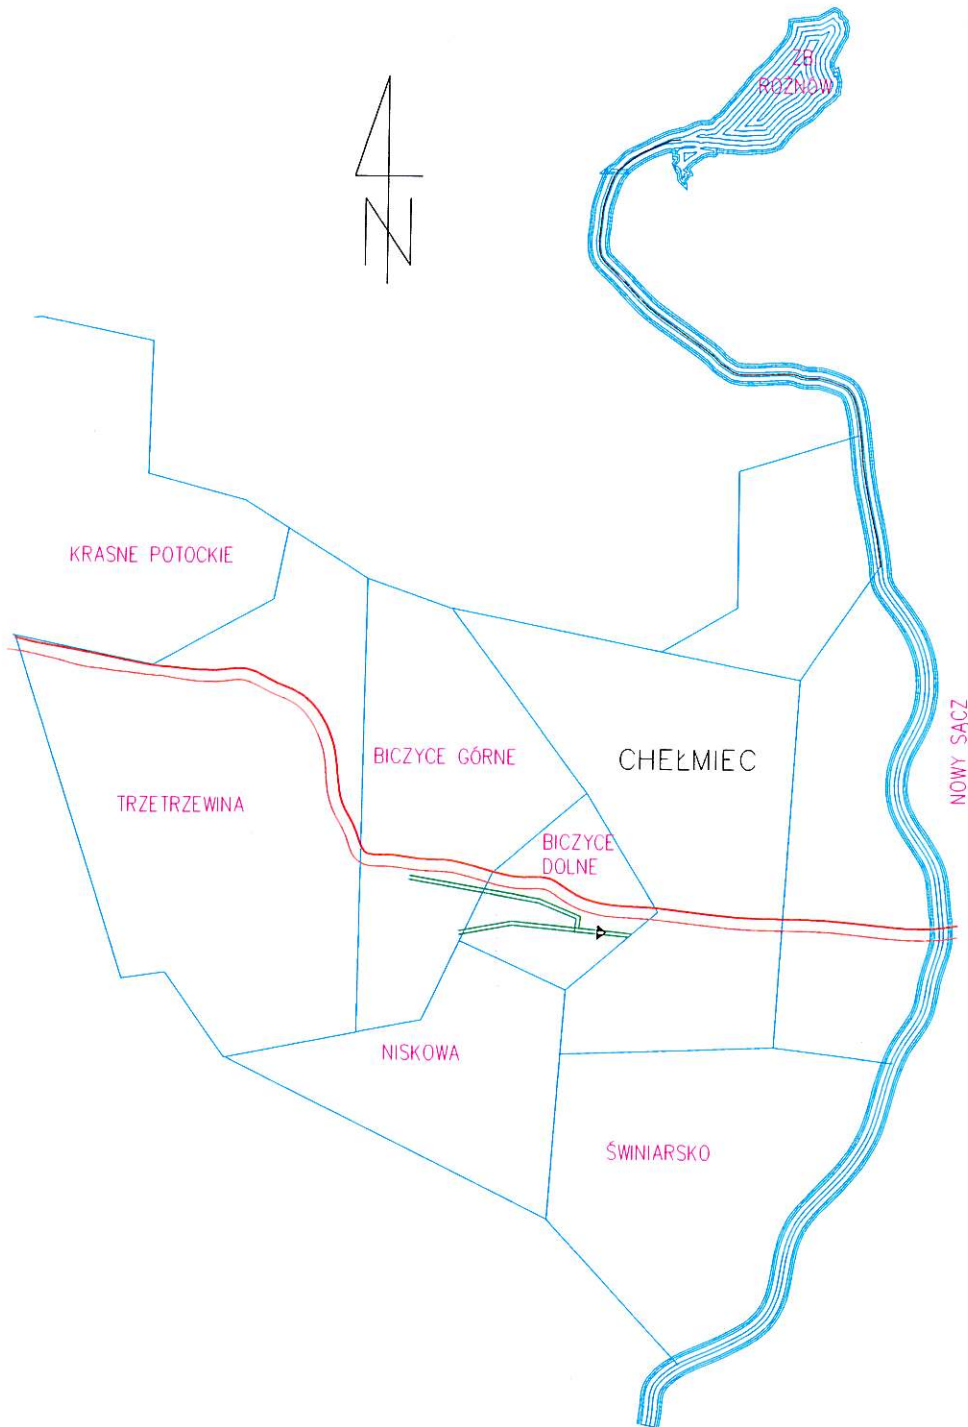 ZB
ROŻNÓW
N
KRASNE POTOCKIE
NOWY SĄCZ
BICZYCE GÓRNE
CHEŁMIEC
TRZETRZEWINA
BICZYCE
DOLNE
NISKOWA
ŚWINIARSKO